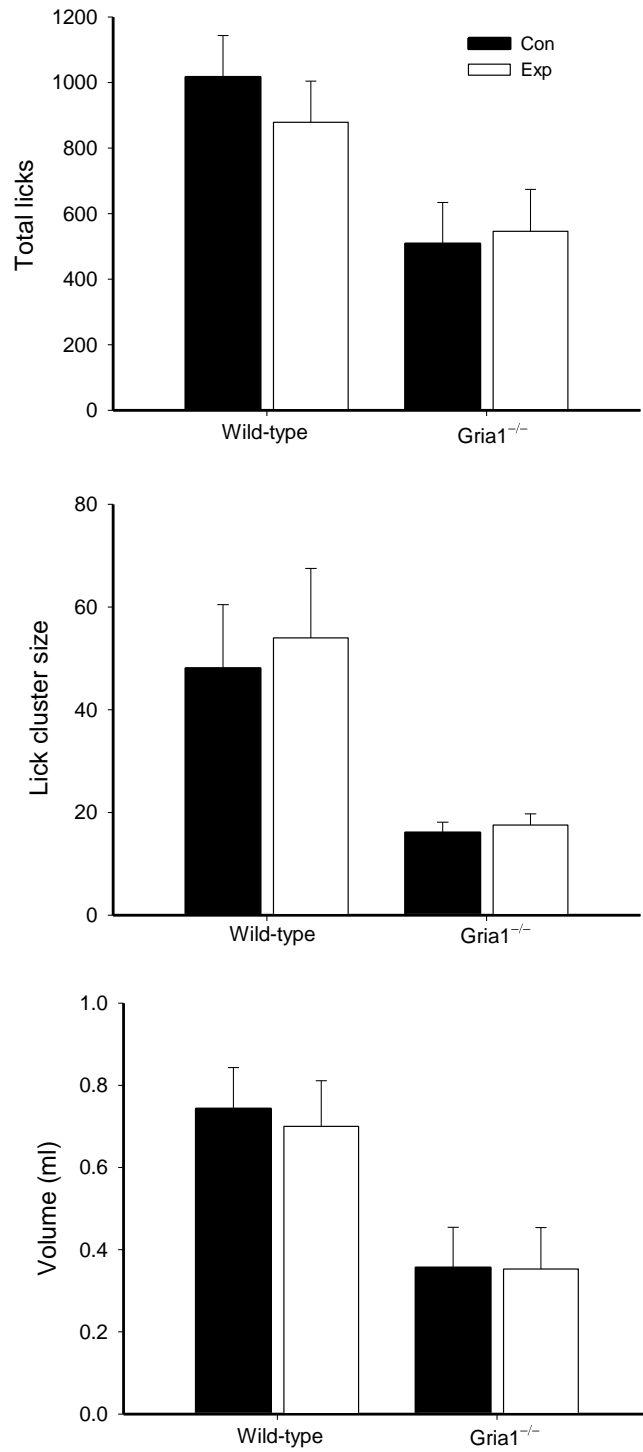 1200
1000
800
600
400
200
0
Total licks
Con
Exp
Wild-type
Gria1−/−
80
60
40
20
0
Lick cluster size
Wild-type
Gria1−/−
1.0
0.8
0.6
0.4
0.2
0.0
Volume (ml)
Wild-type
Gria1−/−